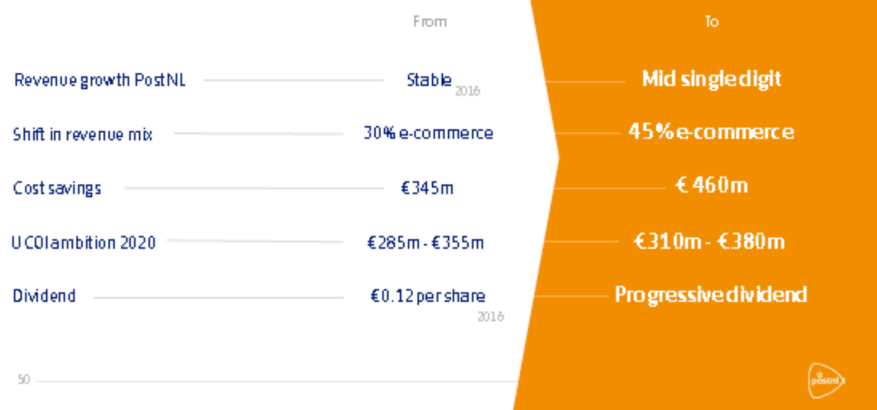 From To
Revenue growth PostNL Stable 2016 Mid single digit
Shift in revenue mix 30% e-commerce 45% e-commerce
Cost savings €345m € 460m
UCOI ambition 2020 €285m - €355m €310m - €380m
Dividend €0.12 per share Progressive dividend
2016
50
postnl